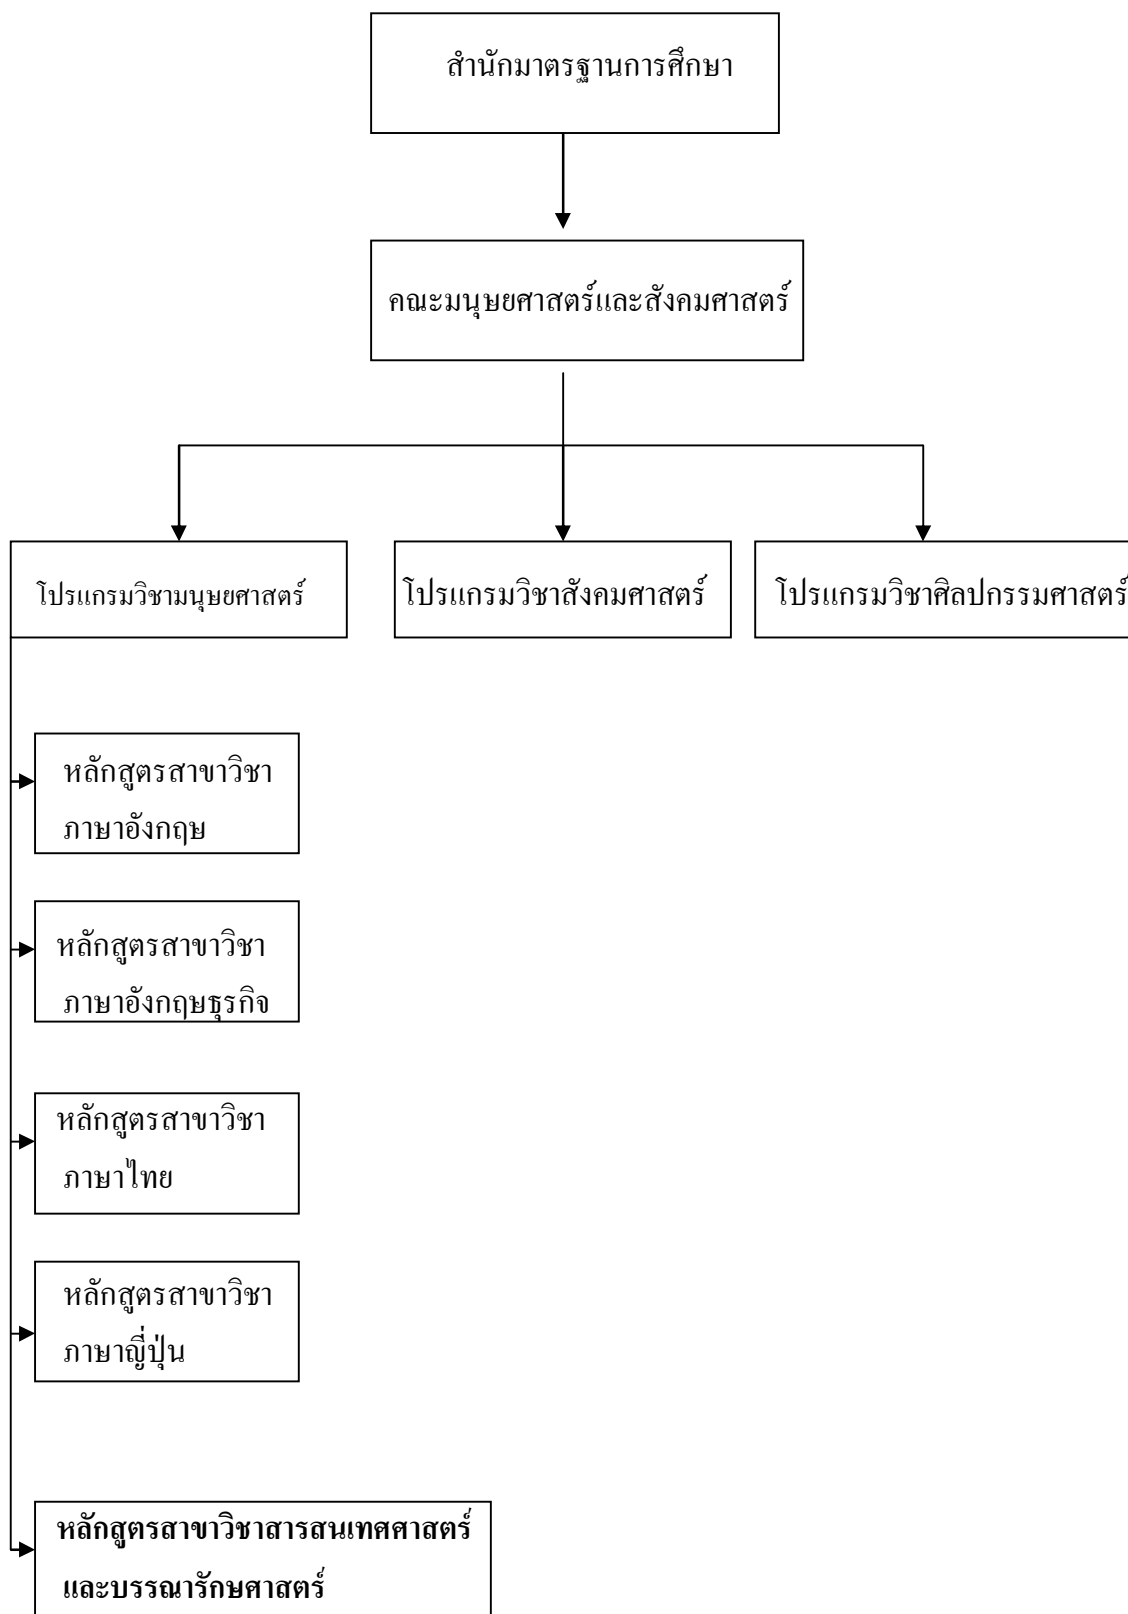 สำนักมาตรฐานการศึกษา
คณะมนุษยศาสตร์และสังคมศาสตร์
โปรแกรมวิชามนุษยศาสตร์
โปรแกรมวิชาสังคมศาสตร์
โปรแกรมวิชาศิลปกรรมศาสตร์
หลักสูตรสาขาวิชา
ภาษาอังกฤษ
หลักสูตรสาขาวิชา
ภาษาอังกฤษธุรกิจ
หลักสูตรสาขาวิชา
ภาษาไทย
หลักสูตรสาขาวิชา
ภาษาญี่ปุ่น
หลักสูตรสาขาวิชาสารสนเทศศาสตร์
และบรรณารักษศาสตร์